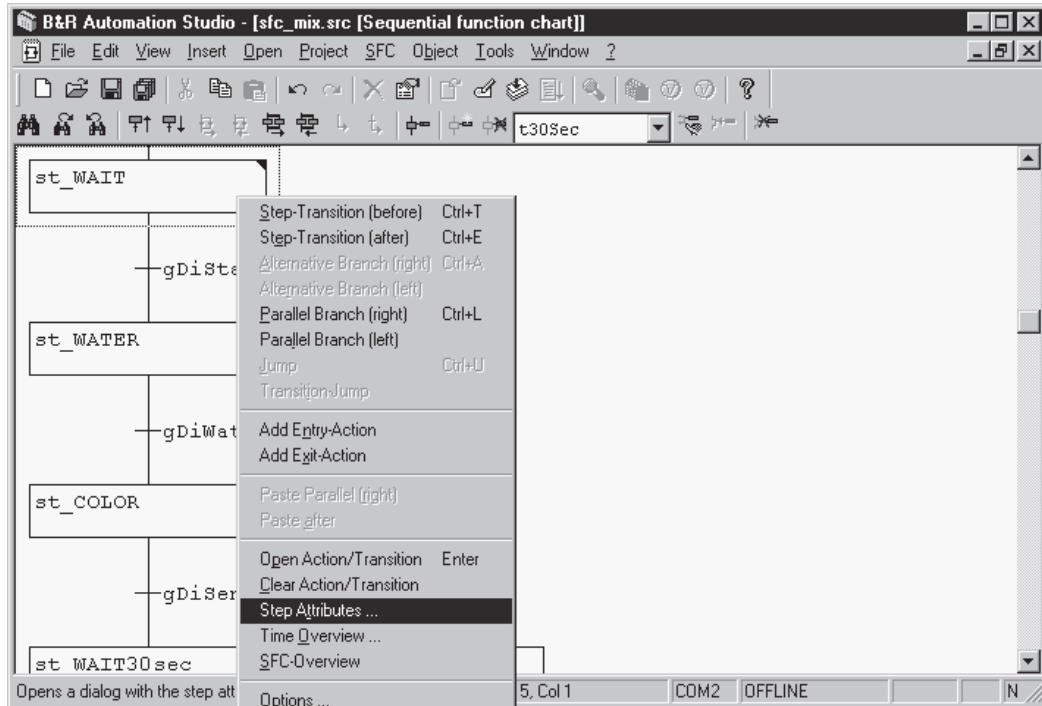 B&R Automation Studio - [sfc_mix.src [Sequential function chart]]
File Edit View Insert Open Project SFC Object Tools Window ?
t30Sec
st_WAIT
Step-Transition (before) Ctrl+T
Step-Transition (after) Ctrl+E
gDiSta
Alternative Branch (right) Ctrl+A
Alternative Branch (left)
Parallel Branch (right) Ctrl+L
st_WATER
Parallel Branch (left)
Jump Ctrl+U
Transition-Jump
gDiWat
Add Entry-Action
Add Exit-Action
Paste Parallel (right)
st_COLOR
Paste after
Open Action/Transition Enter
Clear Action/Transition
gDiSer
Step Attributes ...
Time Overview ...
st_WAIT30sec
SFC-Overview
Opens a dialog with the step att
Options ...
5, Col 1 COM2 OFFLINE N